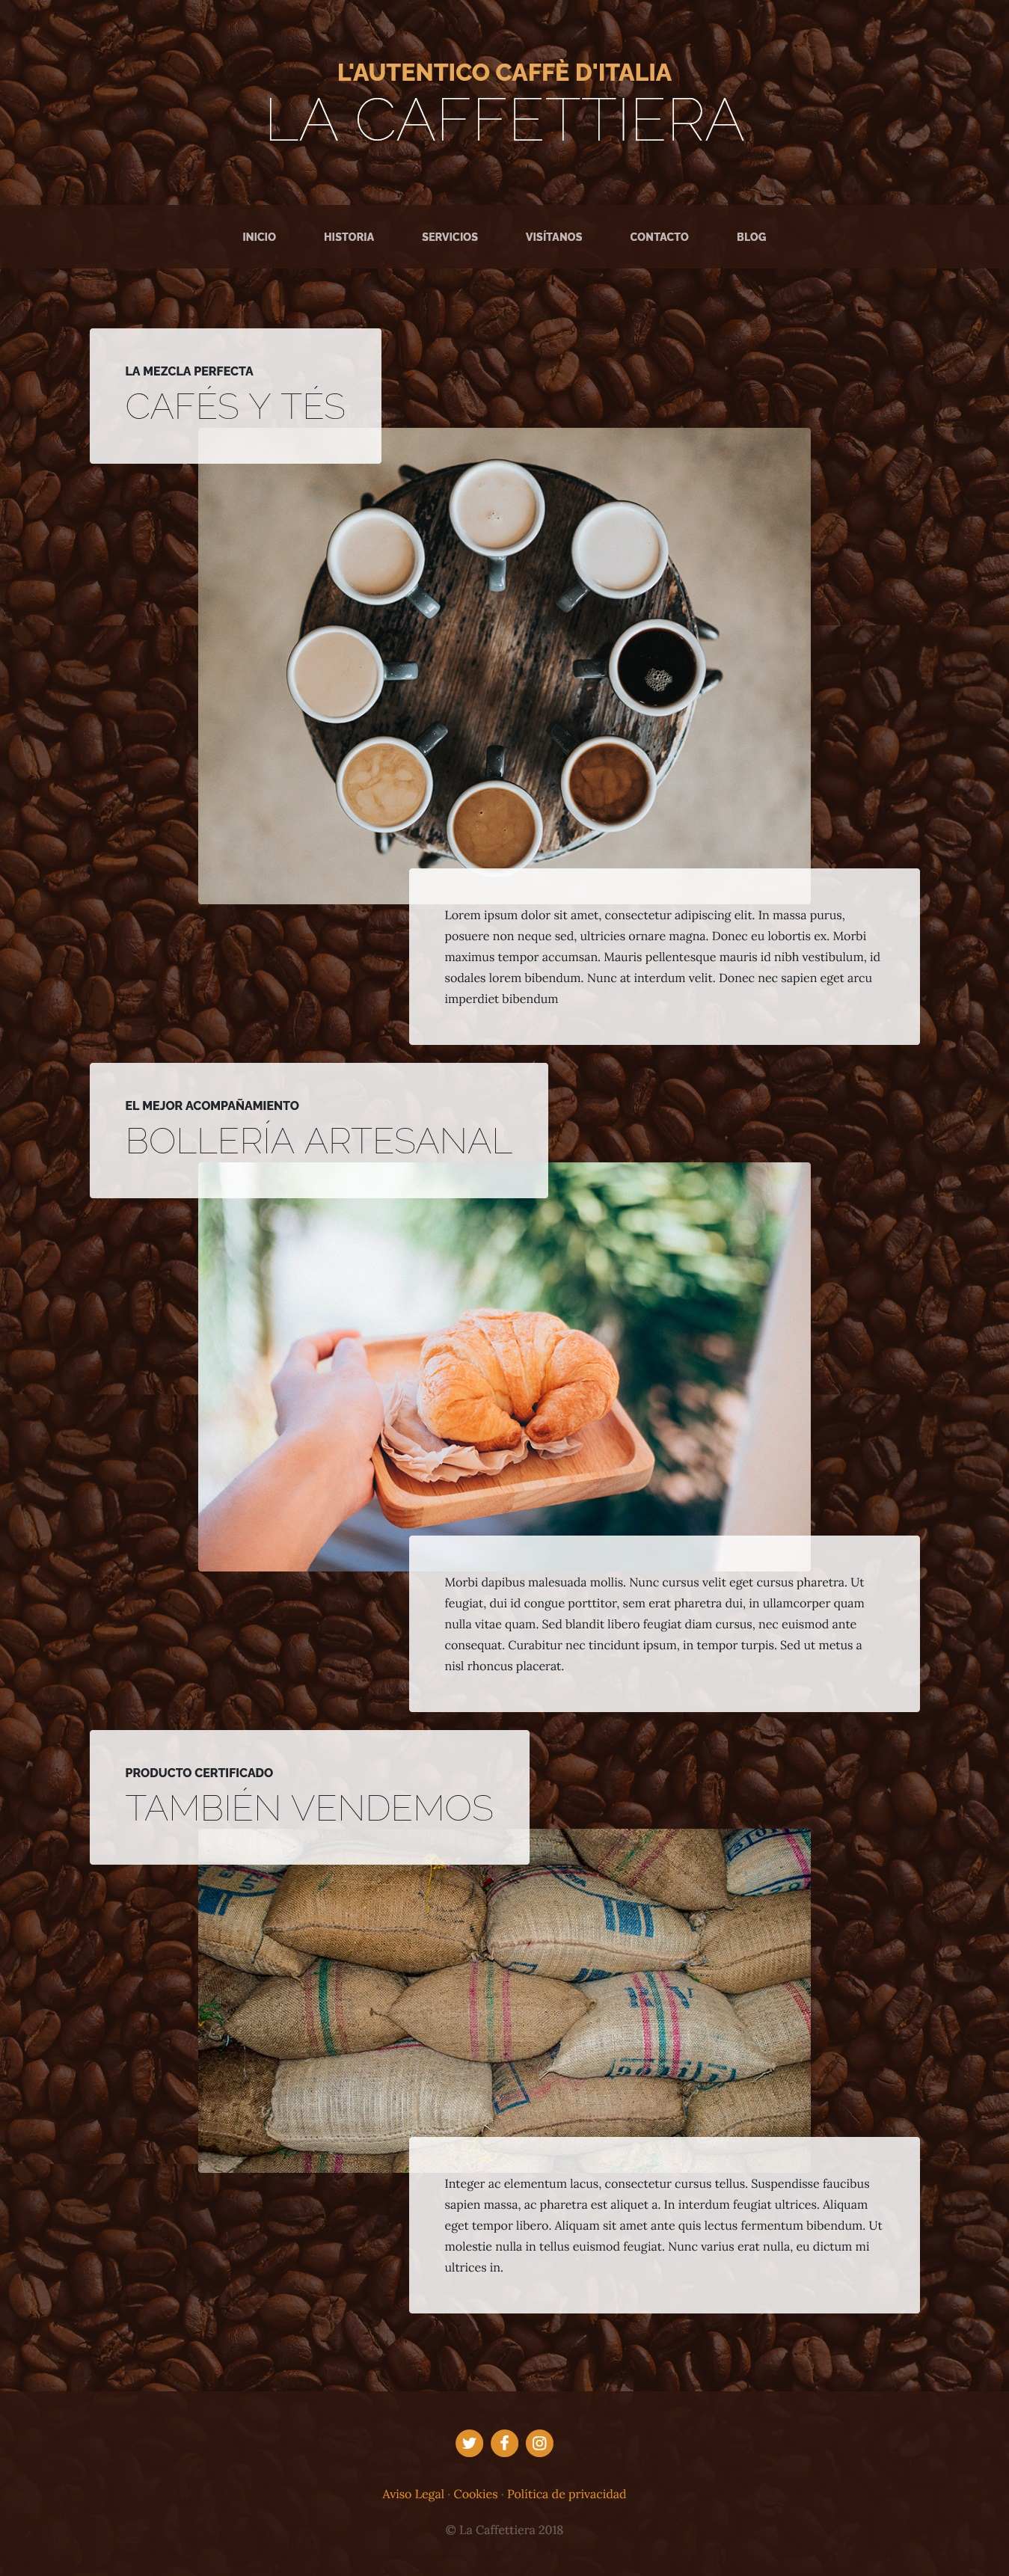 L'AUTENTICO CAFFÈ D'ITALIA
LA CAFFETTIERA
INICIO HISTORIA SERVICIOS VISÍTANOS CONTACTO BLOG
LA MEZCLA PERFECTA
CAFÉS Y TÉS
Lorem ipsum dolor sit amet, consectetur adipiscing elit. In massa purus,
posuere non neque sed, ultricies ornare magna. Donec eu lobortis ex. Morbi
maximus tempor accumsan. Mauris pellentesque mauris id nibh vestibulum, id
sodales lorem bibendum. Nunc at interdum velit. Donec nec sapien eget arcu
imperdiet bibendum
EL MEJOR ACOMPAÑAMIENTO
BOLLERÍA ARTESANAL
Morbi dapibus malesuada mollis. Nunc cursus velit eget cursus pharetra. Ut
feugiat, dui id congue porttitor, sem erat pharetra dui, in ullamcorper quam
nulla vitae quam. Sed blandit libero feugiat diam cursus, nec euismod ante
consequat. Curabitur nec tincidunt ipsum, in tempor turpis. Sed ut metus a
nisl rhoncus placerat.
PRODUCTO CERTIFICADO
TAMBIÉN VENDEMOS
Integer ac elementum lacus, consectetur cursus tellus. Suspendisse faucibus
sapien massa, ac pharetra est aliquet a. In interdum feugiat ultrices. Aliquam
eget tempor libero. Aliquam sit amet ante quis lectus fermentum bibendum. Ut
molestie nulla in tellus euismod feugiat. Nunc varius erat nulla, eu dictum mi
ultrices in.
Aviso Legal · Cookies · Política de privacidad
© La Caffettiera 2018